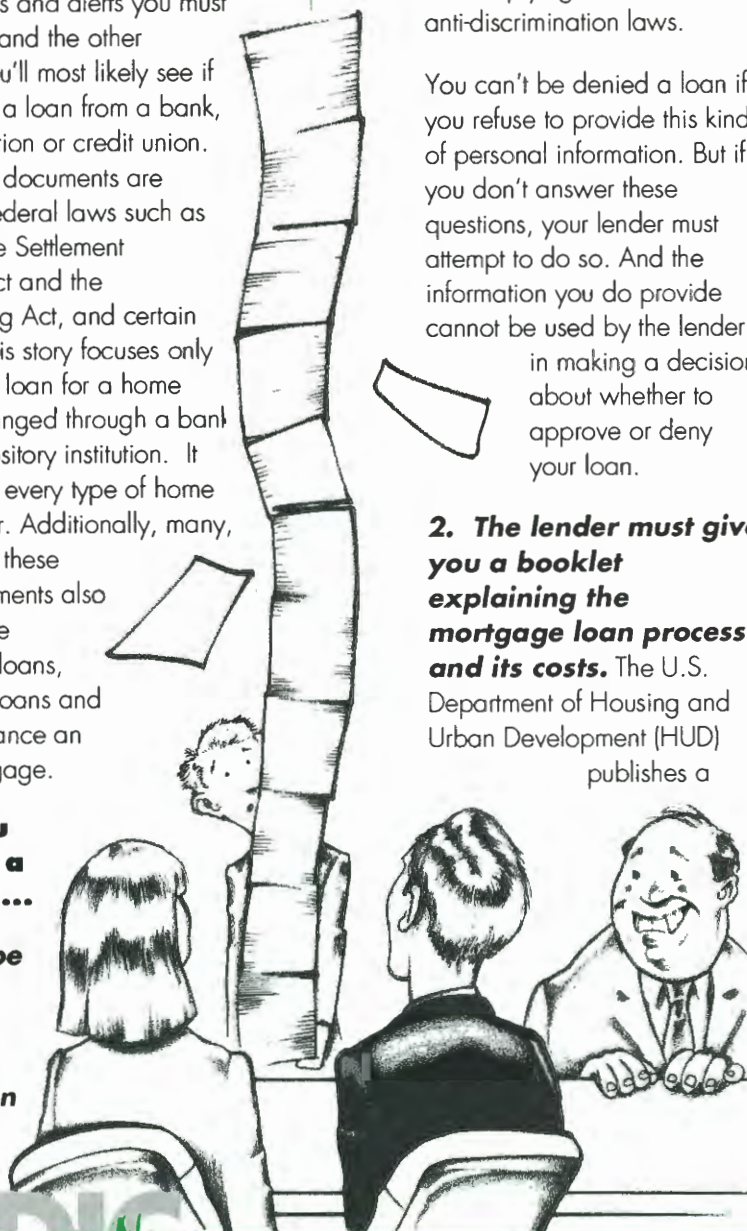 s and alerts you must
and the other
u'll most likely see if
a loan from a bank,
tion or credit union.
documents are
ederal laws such as
e Settlement
ct and the
g Act, and certain
is story focuses only
loan for a home
nged through a bank
ository institution. It
every type of home
r. Additionally, many,
these
ments also
e
loans,
oans and
ance an
gage.
u
a
...
be
n
anti-discrimination laws.
You can't be denied a loan if
you refuse to provide this kind
of personal information. But if
you don't answer these
questions, your lender must
attempt to do so. And the
information you do provide
cannot be used by the lender
in making a decision
about whether to
approve or deny
your loan.
2. The lender must give
you a booklet
explaining the
mortgage loan process
and its costs. The U.S.
Department of Housing and
Urban Development (HUD)
publishes a
DIC